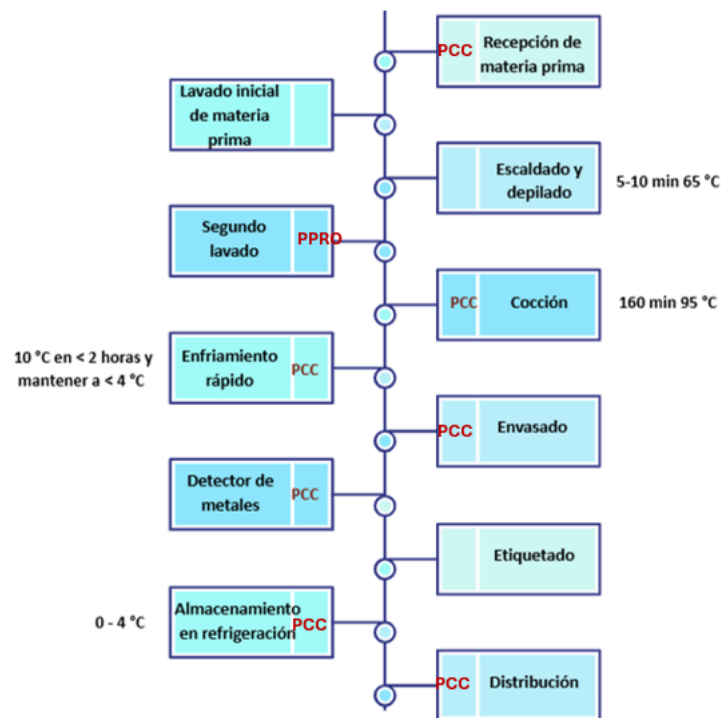 PCC Recepción de
materia prima
Lavado inicial
de materia
prima
Escaldado y
depilado
5-10 min 65 °C
Segundo
lavado
PPRO
PCC Cocción
160 min 95 °C
10 °C en < 2 horas y
mantener a < 4 °C
Enfriamiento
rápido
PCC
PCC Envasado
Detector de
metales
PCC
Etiquetado
0 - 4 °C
Almacenamiento
en refrigeración
PCC
PCC Distribución